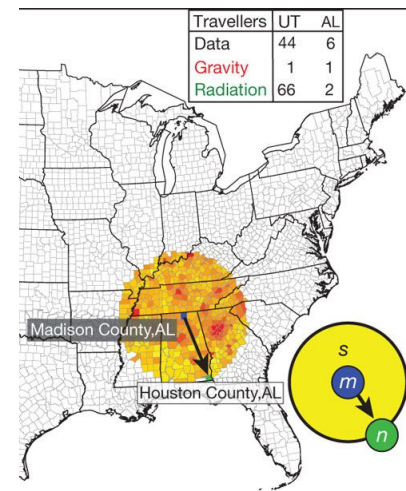 Travellers UT AL
Data 44 6
Gravity 1 1
Radiation 66 2
Madison County,AL
Houston County,AL
s
m
n